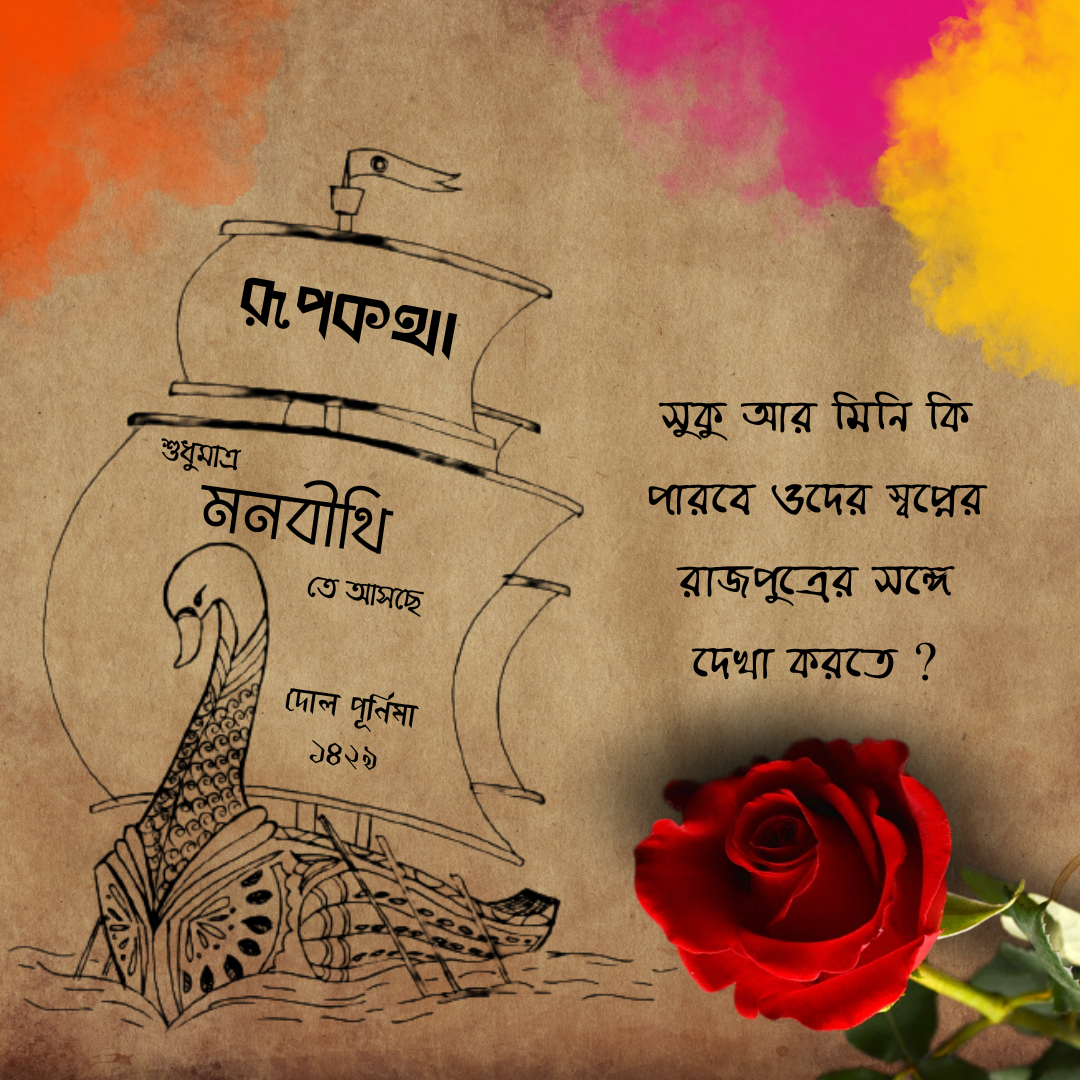 রূপকথা
শুধুমাত্র
মনবীথি
তে আসছে
দোল পূর্ণিমা
১৪২৯
সুকু আর মিনি কি
পারবে ওদের স্বপ্নের
রাজপুত্রের সঙ্গে
দেখা করতে ?